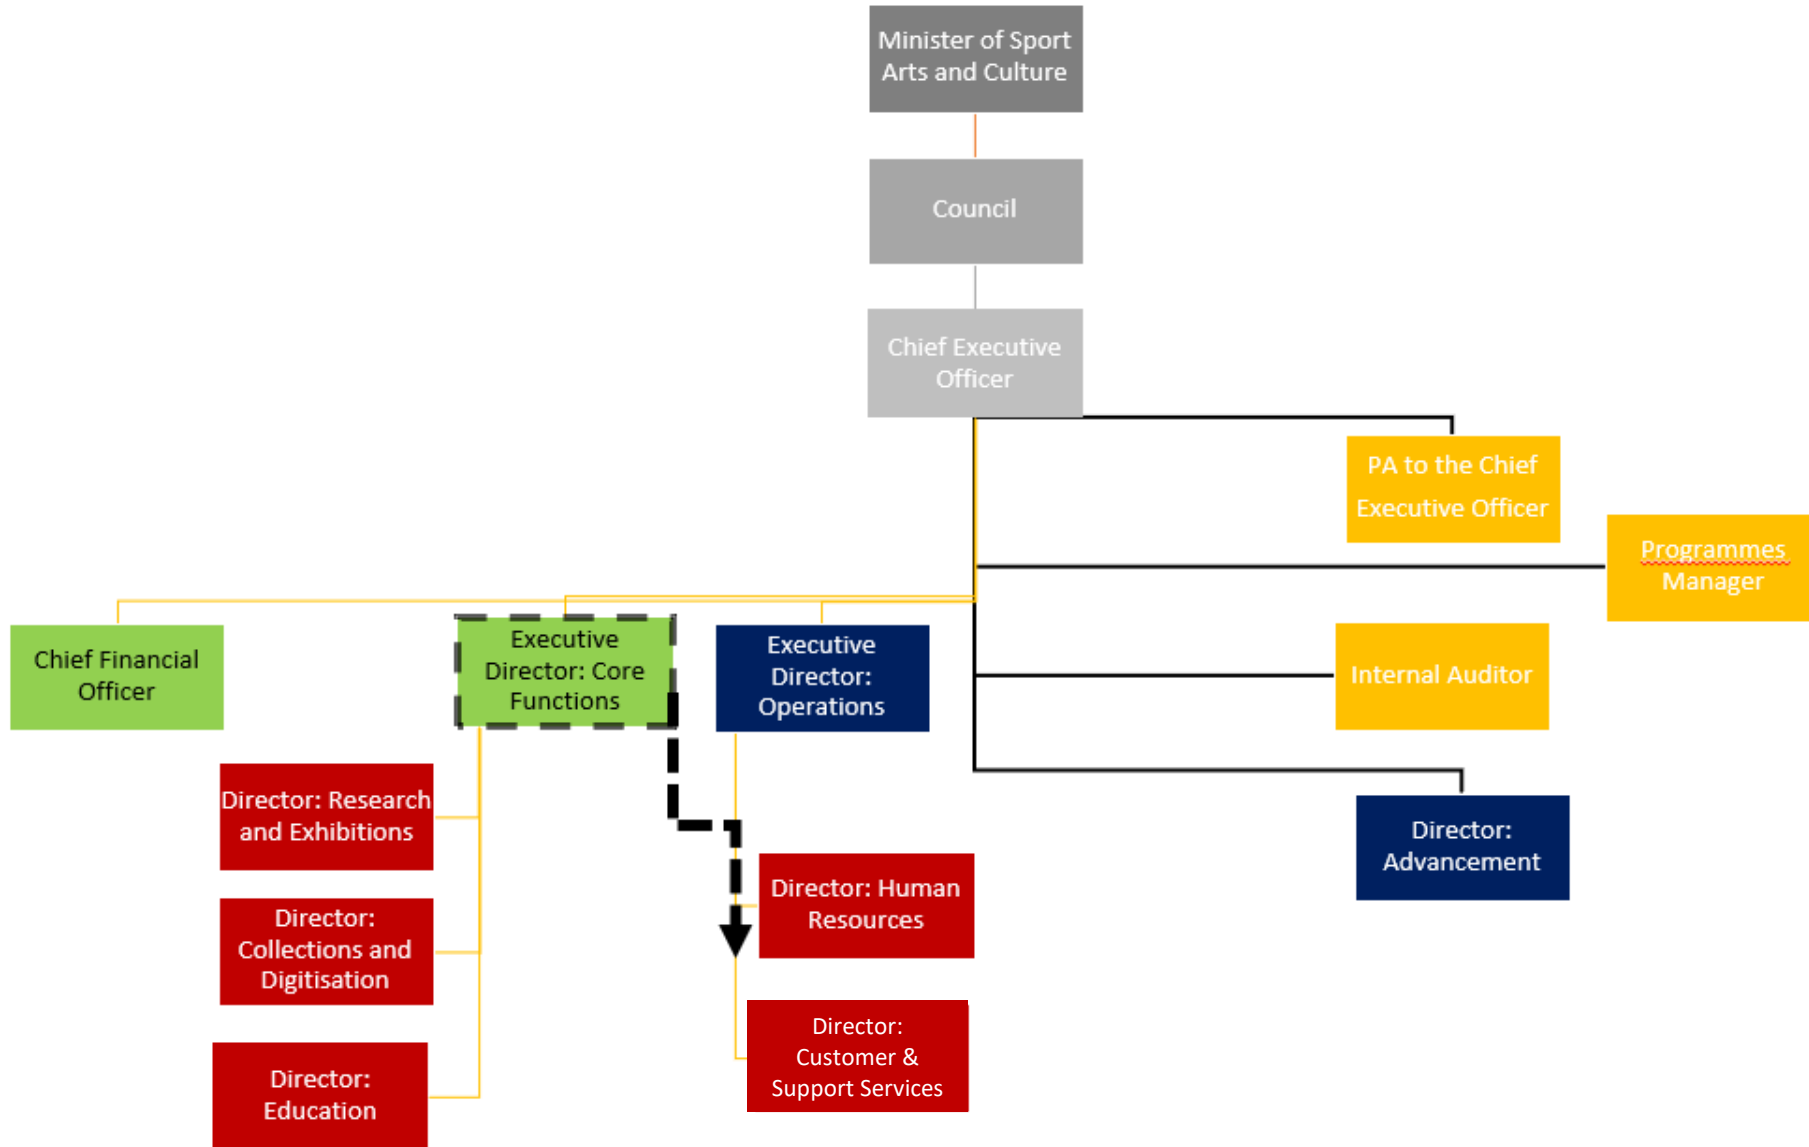 Minister of Sport
Arts and Culture
Council
Chief Executive
Officer
PA to the Chief
Executive Officer
Programmes
Manager
Chief Financial
Officer
Executive
Director: Core
Functions
Executive
Director:
Operations
Internal Auditor
Director: Research
and Exhibitions
Director:
Advancement
Director: Human
Resources
Director:
Collections and
Digitisation
Director:
Customer &
Support Services
Director:
Education